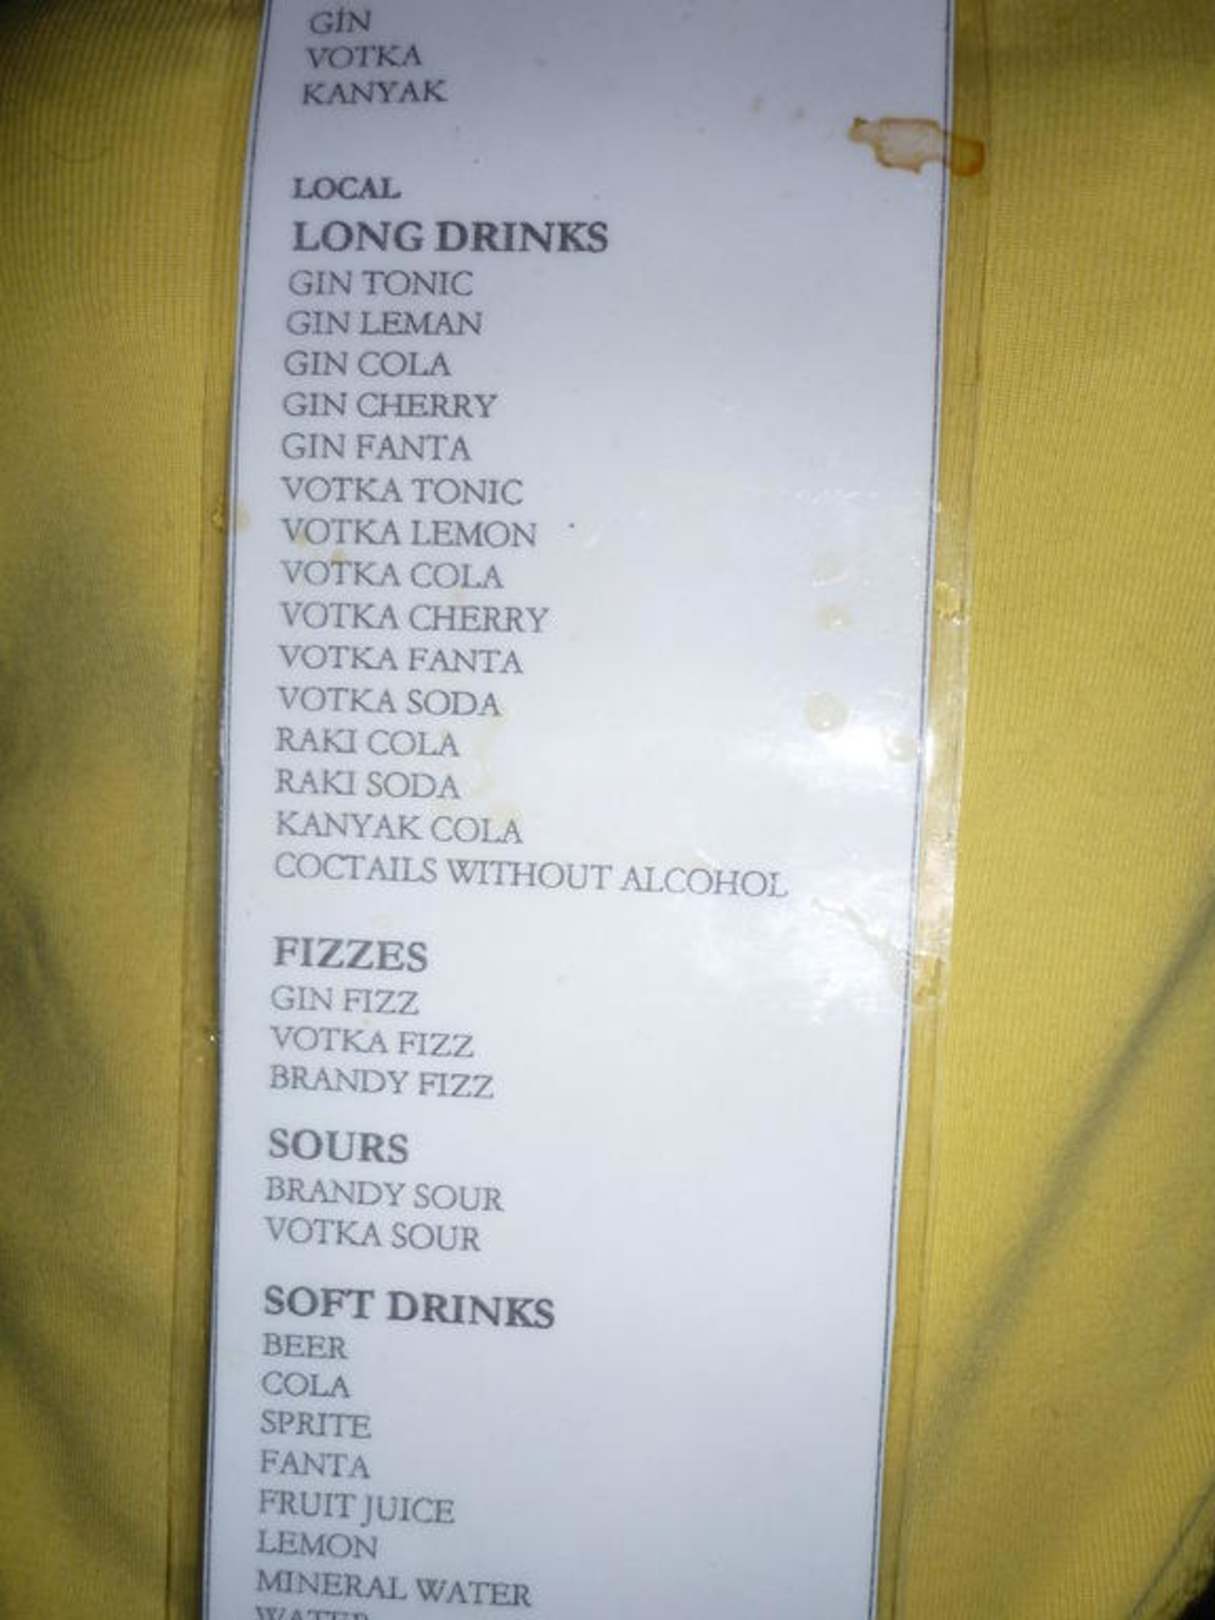 GİN
VOTKA
KANYAK
LOCAL
LONG DRINKS
GIN TONIC
GIN LEMAN
GIN COLA
GIN CHERRY
GIN FANTA
VOTKA TONIC
VOTKA LEMON
VOTKA COLA
VOTKA CHERRY
VOTKA FANTA
VOTKA SODA
RAKI COLA
RAKI SODA
KANYAK COLA
COCTAILS WITHOUT ALCOHOL
FIZZES
GIN FIZZ
VOTKA FIZZ
BRANDY FIZZ
SOURS
BRANDY SOUR
VOTKA SOUR
SOFT DRINKS
BEER
COLA
SPRITE
FANTA
FRUIT JUICE
LEMON
MINERAL WATER
WATER